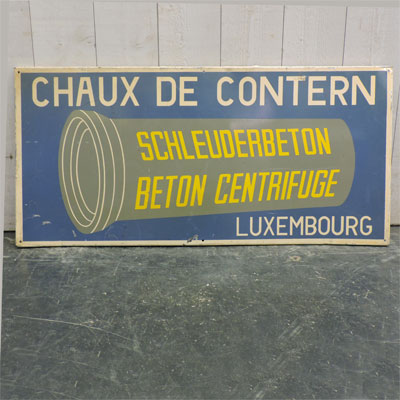 CHAUX DE CONTERN
SCHLEUDERBETON
BETON CENTRIFUGE
LUXEMBOURG